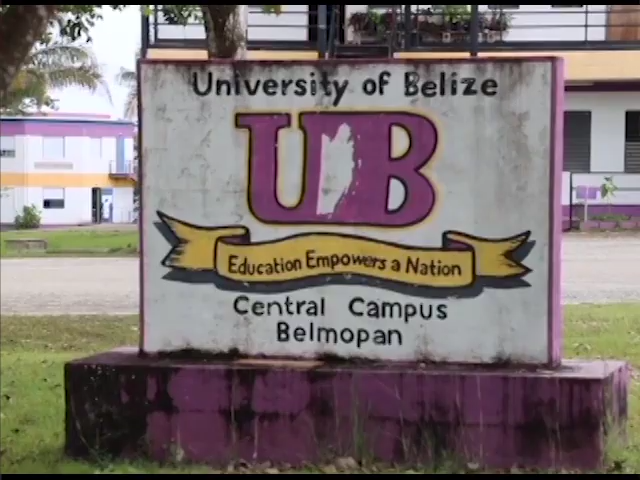 University of Belize
UB
Education Empowers a Nation
Central Campus
Belmopan